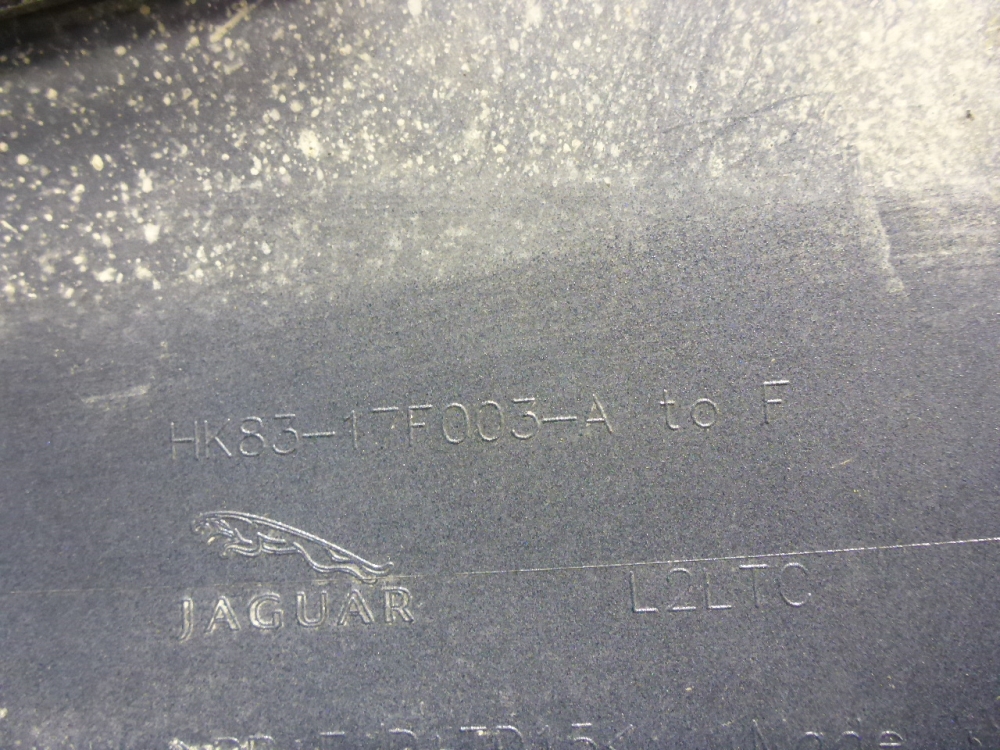 HK83-17F003-A to F
JAGUAR
L2LTC